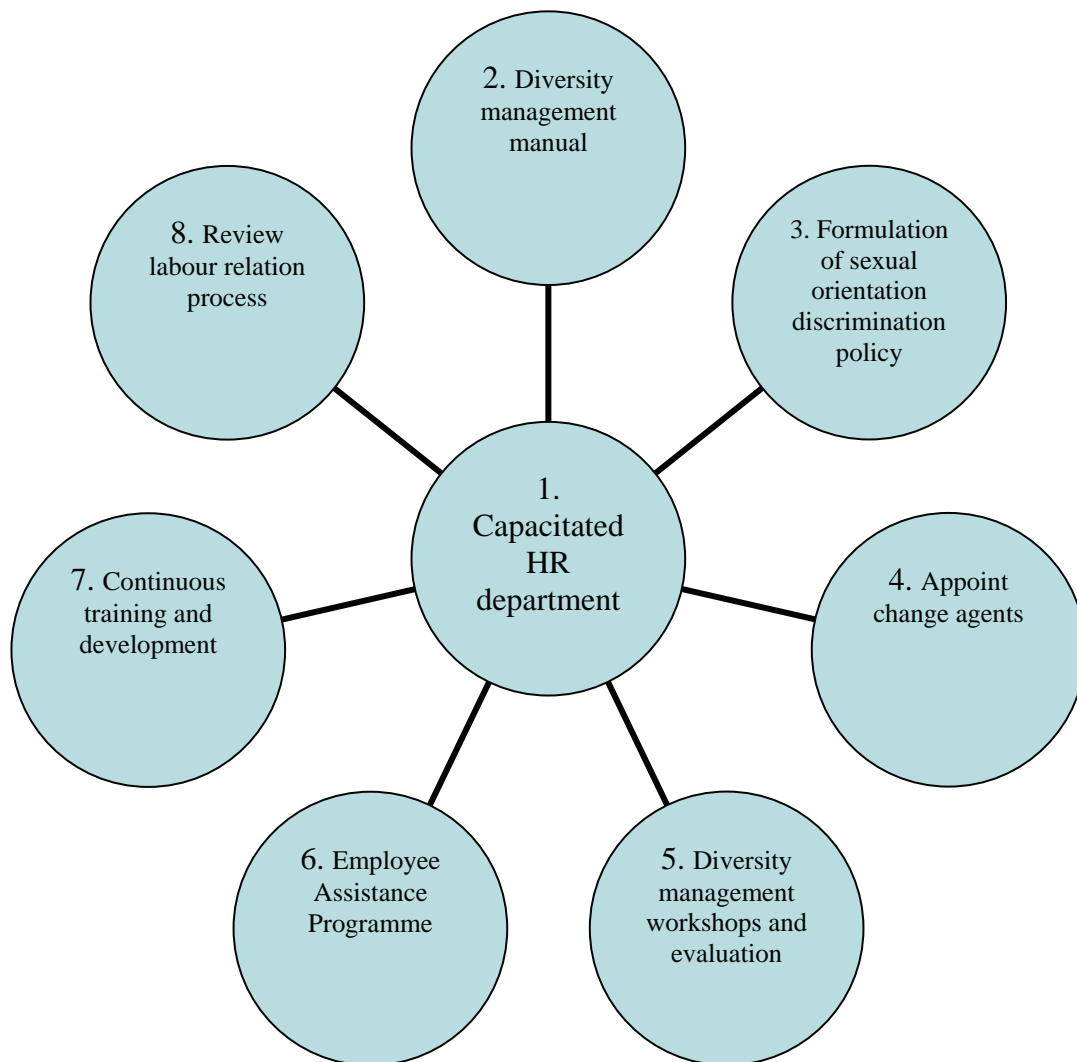 1.
Capacitated
HR
department
2. Diversity
management
manual
3. Formulation
of sexual
orientation
discrimination
policy
4. Appoint
change agents
5. Diversity
management
workshops and
evaluation
6. Employee
Assistance
Programme
7. Continuous
training and
development
8. Review
labour relation
process